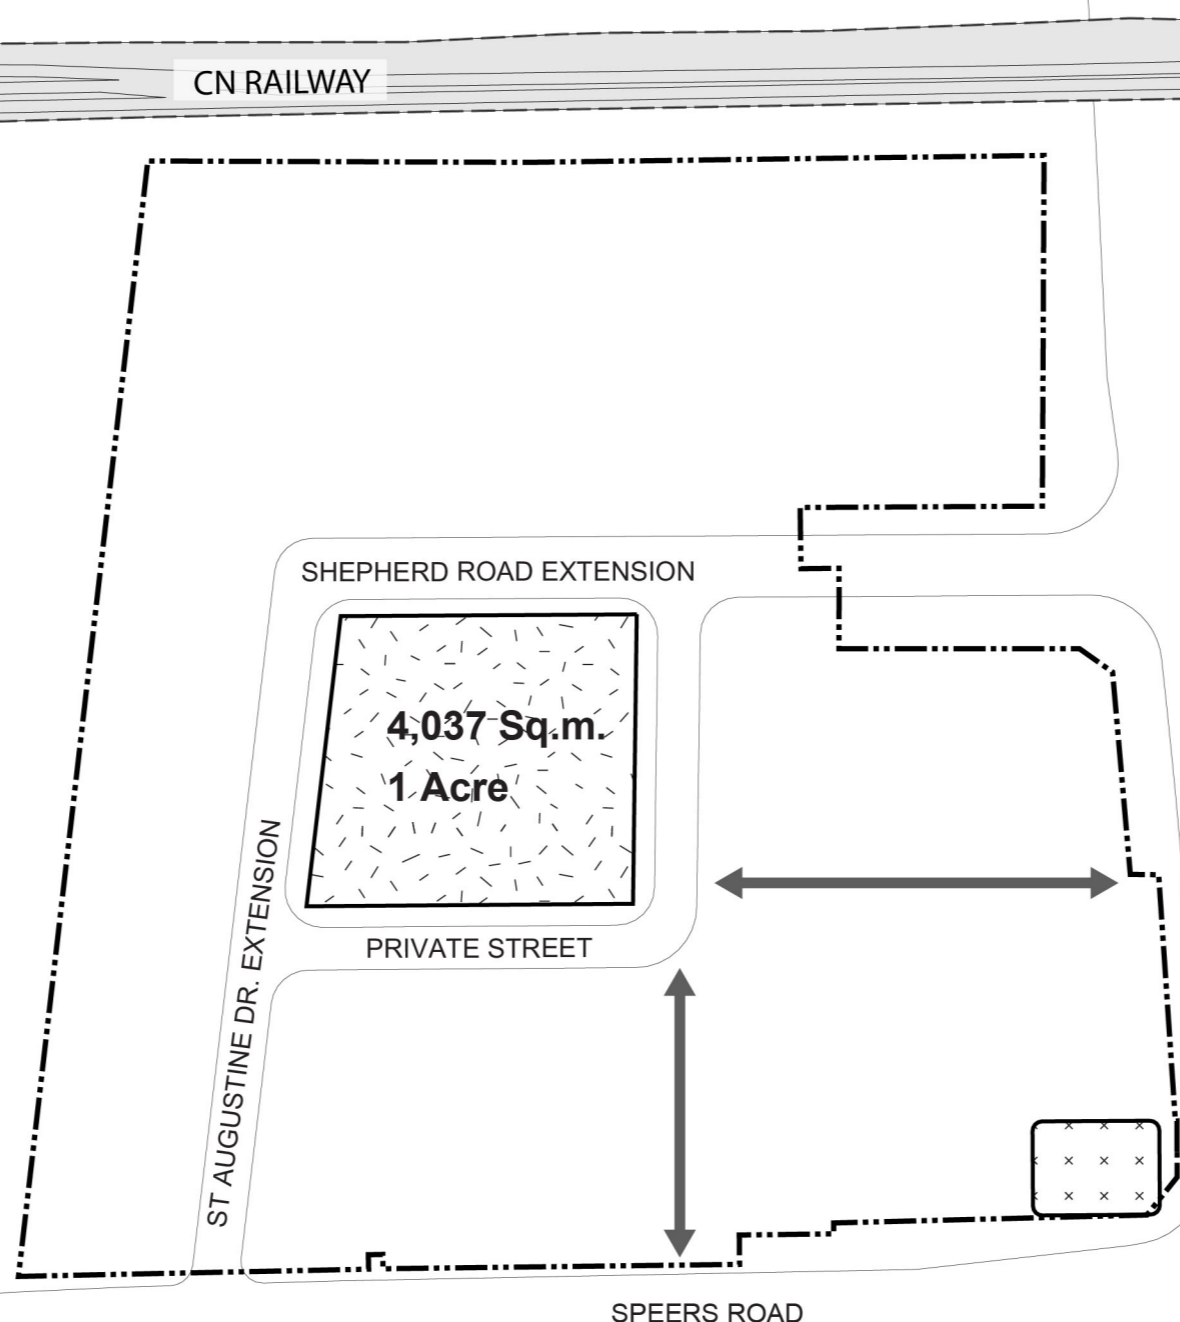 CN RAILWAY
SHEPHERD ROAD EXTENSION
4,037 Sq.m.
1 Acre
ST AUGUSTINE DR. EXTENSION
PRIVATE STREET
SPEERS ROAD